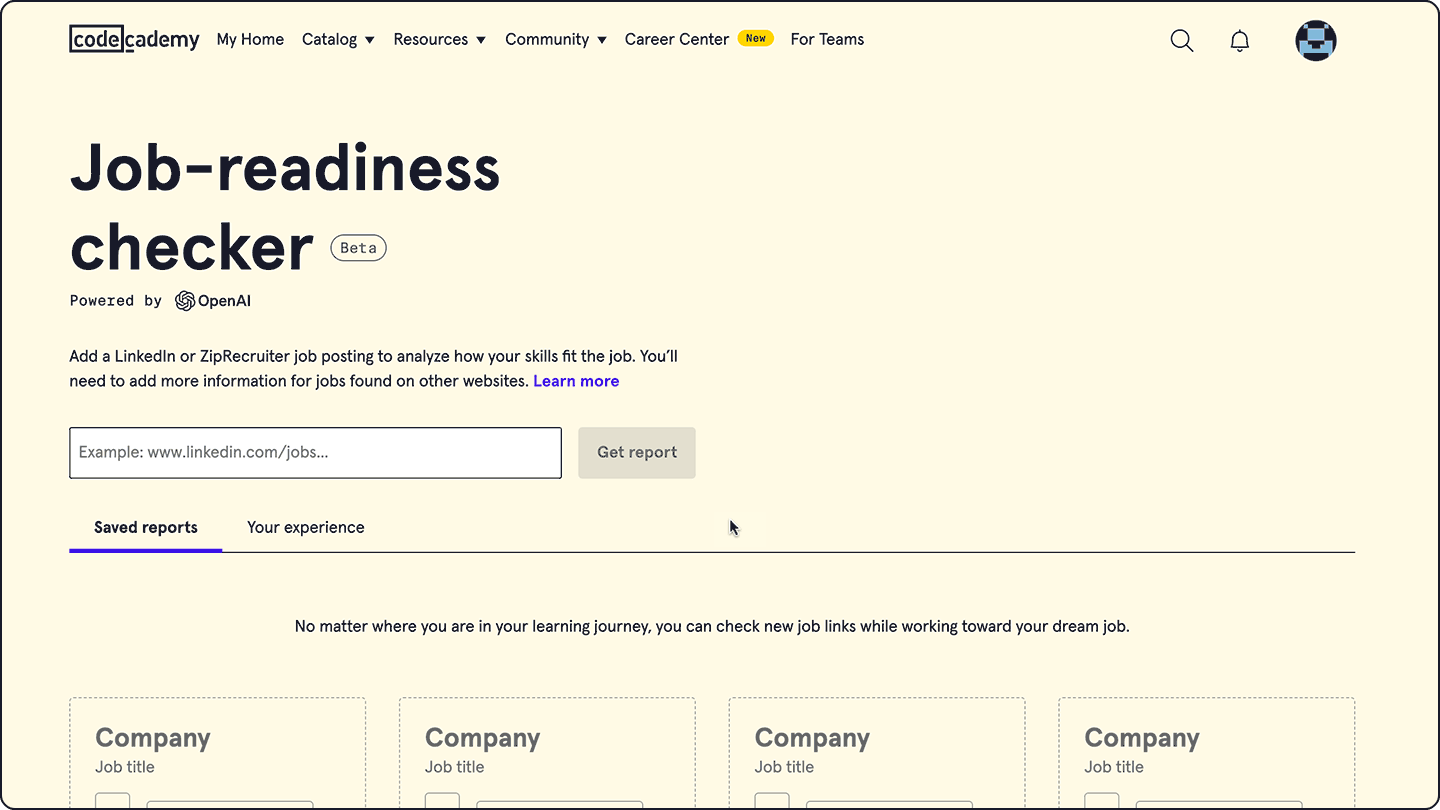 codecademy My Home Catalog Resources Community Career Center New For Teams
Job-readiness
checker Beta
Powered by OpenAI
Add a LinkedIn or ZipRecruiter job posting to analyze how your skills fit the job. You’ll
need to add more information for jobs found on other websites. Learn more
Example: www.linkedin.com/jobs... Get report
Saved reports Your experience
No matter where you are in your learning journey, you can check new job links while working toward your dream job.
Company Company Company Company
Job title Job title Job title Job title